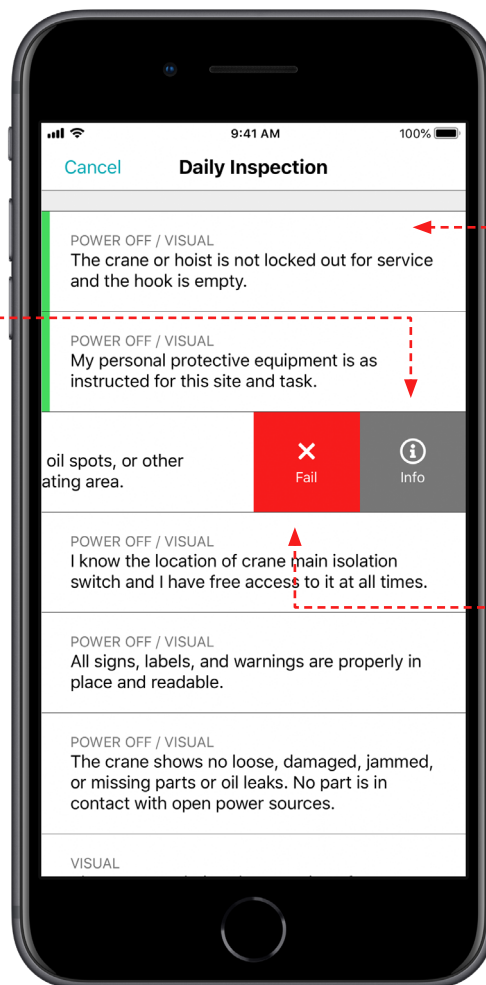 9:41 AM
100%
Cancel
Daily Inspection
POWER OFF / VISUAL
The crane or hoist is not locked out for service
and the hook is empty.
POWER OFF / VISUAL
My personal protective equipment is as
instructed for this site and task.
oil spots, or other
ating area.
Fail
Info
POWER OFF / VISUAL
I know the location of crane main isolation
switch and I have free access to it at all times.
POWER OFF / VISUAL
All signs, labels, and warnings are properly in
place and readable.
POWER OFF / VISUAL
The crane shows no loose, damaged, jammed,
or missing parts or oil leaks. No part is in
contact with open power sources.
VISUAL